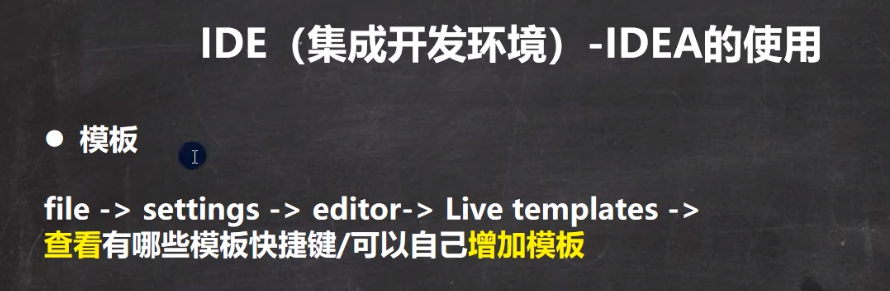 IDE（集成开发环境）-IDEA的使用
● 模板
file -> settings -> editor-> Live templates ->
查看有哪些模板快捷键/可以自己增加模板